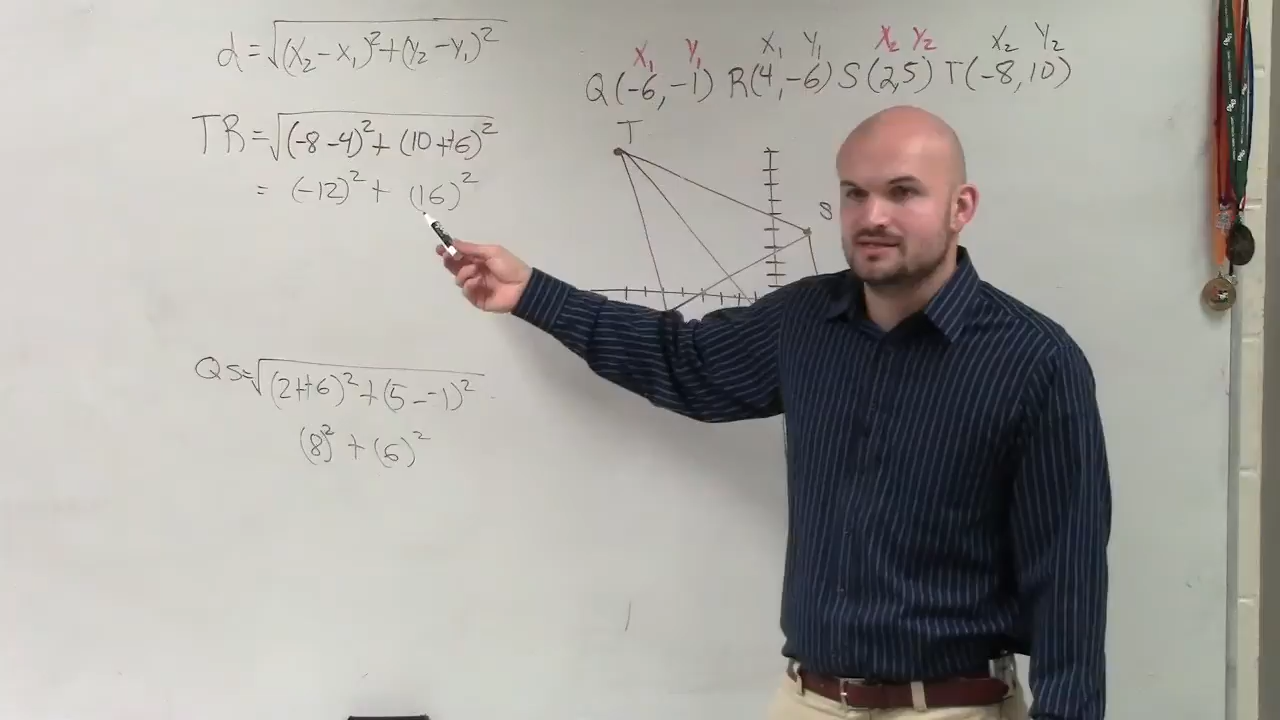 d = √(X₂ - X₁)² + (Y₂ - Y₁)²
X₁ Y₁ X₁ Y₁ X₂ Y₂ X₂ Y₂
Q(-6, -1) R(4, -6) S(2,5) T(-8, 10)
TR = √(-8 - 4)² + (10 + +6)²
= (-12)² + (16)²
T
S
QS = √(2 + +6)² + (5 - -1)²
(8)² + (6)²